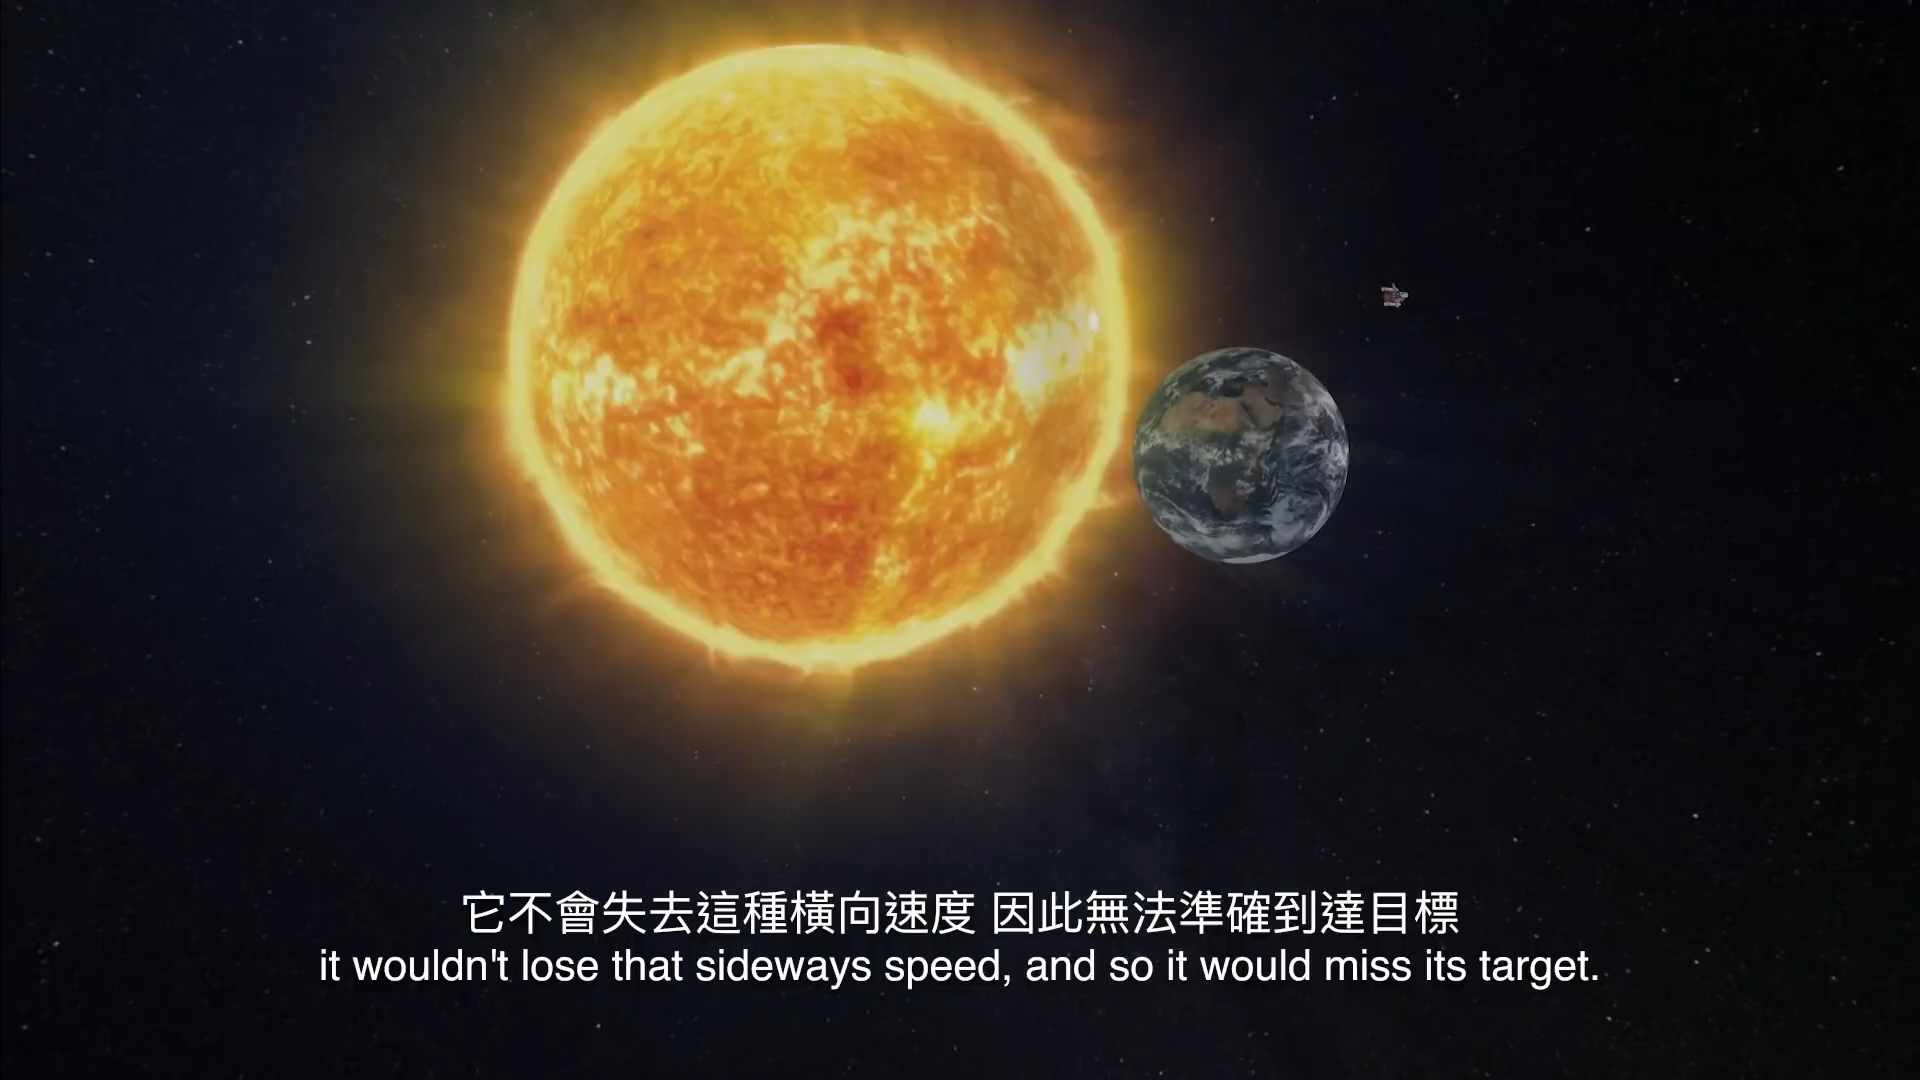 它不會失去這種橫向速度 因此無法準確到達目標
it wouldn't lose that sideways speed, and so it would miss its target.